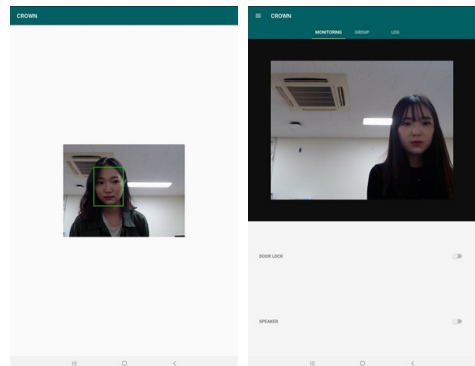 CROWN
CROWN
MONITORING GROUP LOG
DOOR LOCK
SPEAKER